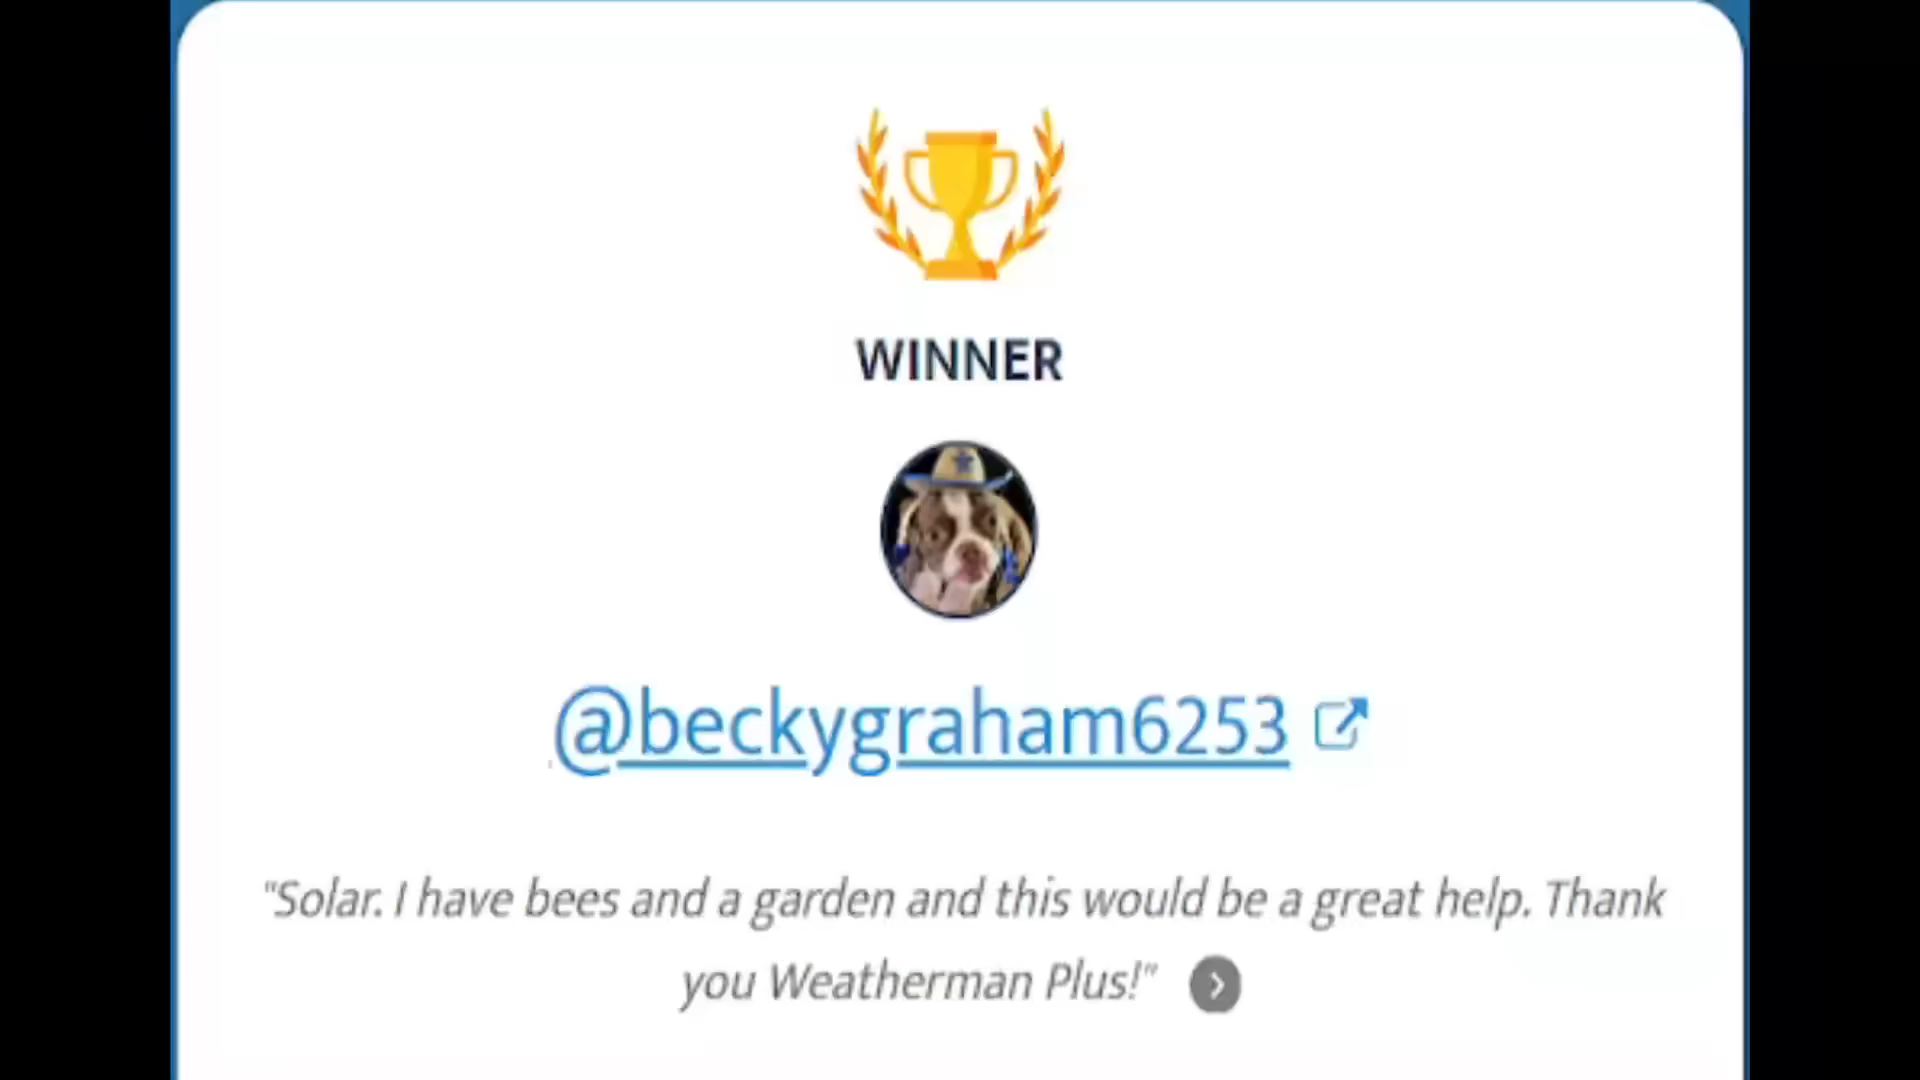 WINNER
@beckygraham6253
"Solar. I have bees and a garden and this would be a great help. Thank
you Weatherman Plus!"